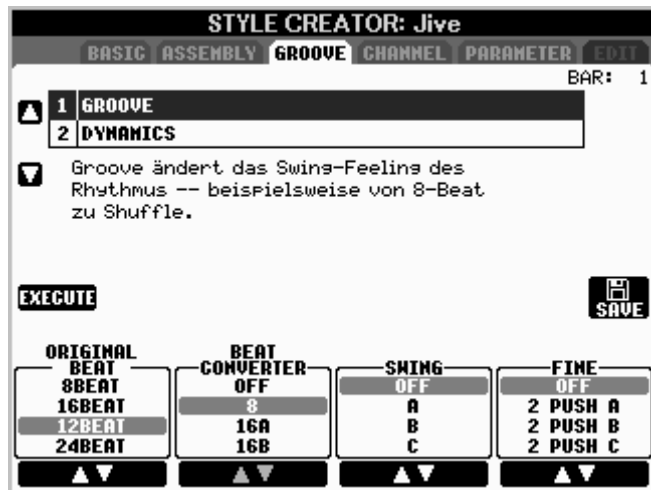 STYLE CREATOR: Jive
BASIC ASSEMBLY GROOVE CHANNEL PARAMETER EDIT
BAR: 1
1 GROOVE
2 DYNAMICS
Groove ändert das Swing-Feeling des
Rhythmus -- beispielsweise von 8-Beat
zu Shuffle.
EXECUTE
SAVE
ORIGINAL BEAT
8BEAT
16BEAT
12BEAT
24BEAT
BEAT CONVERTER
OFF
8
16A
16B
SWING
OFF
A
B
C
FINE
OFF
2 PUSH A
2 PUSH B
2 PUSH C